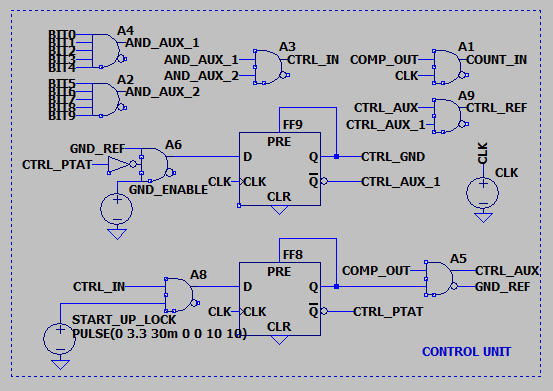 BIT0
BIT1
BIT2
BIT3
BIT4
A4
AND_AUX_1
BIT5
BIT6
BIT7
BIT8
BIT9
A2
AND_AUX_2
A3
AND_AUX_1
CTRL_IN
AND_AUX_2
A1
COMP_OUT
COUNT_IN
CLK
A9
CTRL_AUX
CTRL_REF
CTRL_AUX_1
GND_REF
A6
CTRL_PTAT
GND_ENABLE
FF9
PRE
D
Q
CTRL_GND
CLK
CLK
Q
CTRL_AUX_1
CLR
CLK
CLK
FF8
PRE
CTRL_IN
A8
D
Q
CLK
CLK
Q
CTRL_PTAT
CLR
START_UP_LOCK
PULSE(0 3.3 30m 0 0 10 10)
COMP_OUT
A5
CTRL_AUX
GND_REF
CONTROL UNIT